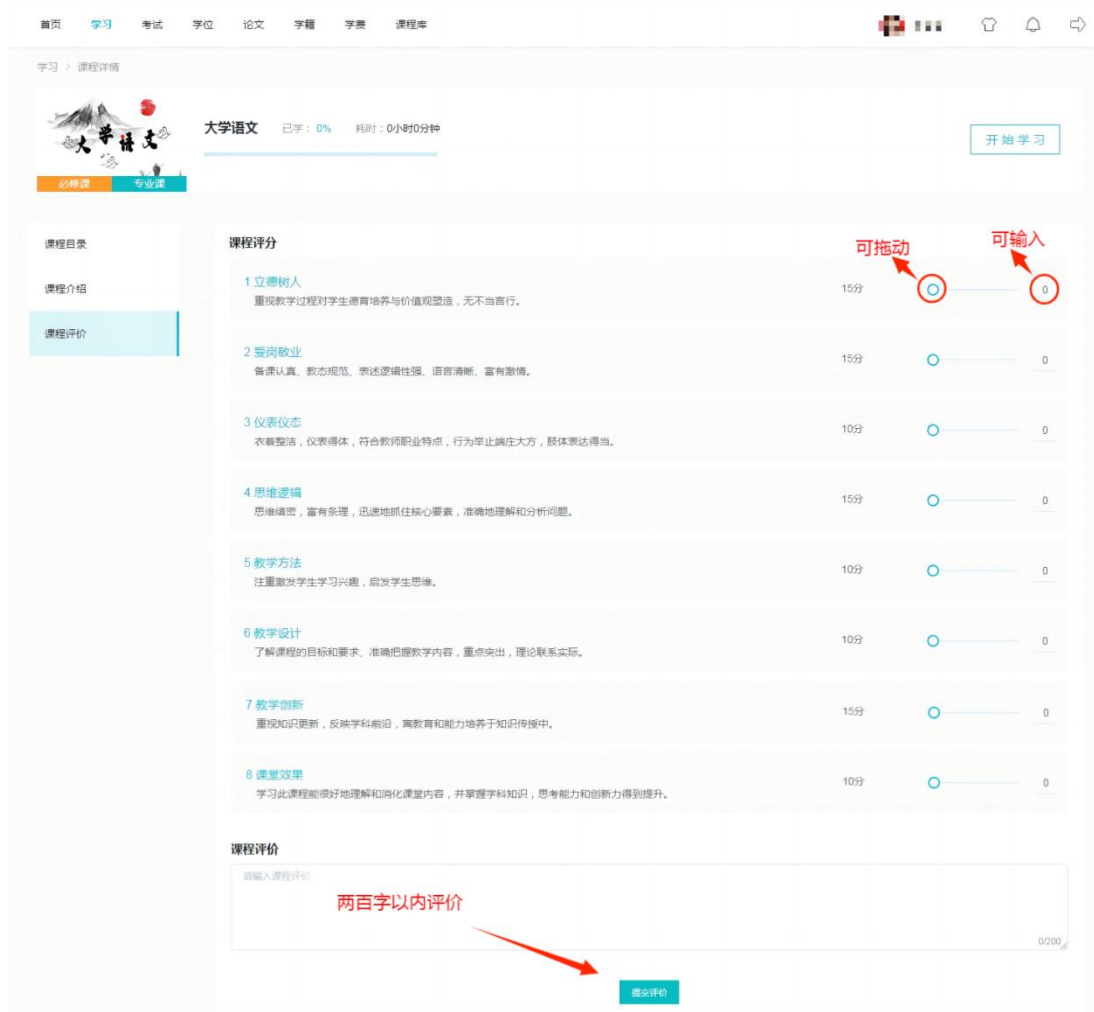 首页 学习 考试 学位 论文 学籍 学费 课程库
学习 > 课程详情
大学语文
必修课 专业课
大学语文 已学：0% 耗时：0小时0分钟
开始学习
课程目录
课程介绍
课程评价
课程评分
可拖动
可输入
1 立德树人 15分 0
重视教学过程对学生德育培养与价值观塑造，无不当言行。
2 爱岗敬业 15分 0
备课认真、教态规范、表述逻辑性强、语言清晰、富有激情。
3 仪表仪态 10分 0
衣着整洁，仪表得体，符合教师职业特点，行为举止端庄大方，肢体表达得当。
4 思维逻辑 15分 0
思维缜密，富有条理，迅速地抓住核心要素，准确地理解和分析问题。
5 教学方法 10分 0
注重激发学生学习兴趣，启发学生思维。
6 教学设计 10分 0
了解课程的目标和要求、准确把握教学内容，重点突出，理论联系实际。
7 教学创新 15分 0
重视知识更新，反映学科前沿，寓教育和能力培养于知识传授中。
8 课堂效果 10分 0
学习此课程能很好地理解和消化课堂内容，并掌握学科知识，思考能力和创新力得到提升。
课程评价
请输入课程评价
两百字以内评价
0/200
提交评价